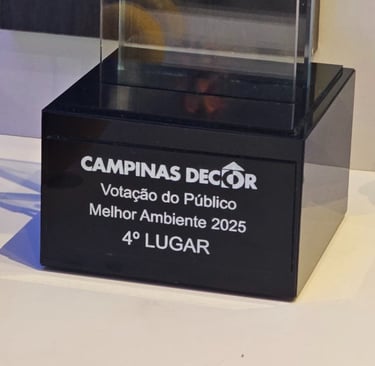 CAMPINAS DECOR
Votação do Público
Melhor Ambiente 2025
4º LUGAR